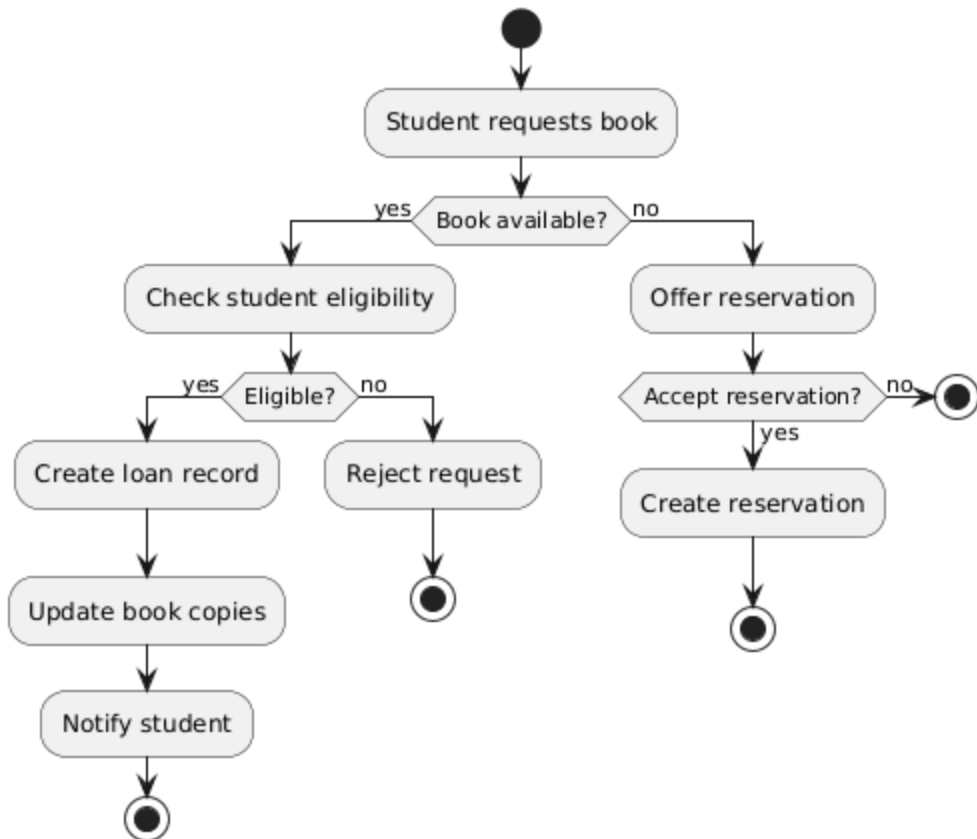 Student requests book
yes
Book available?
no
Check student eligibility
Offer reservation
yes
Eligible?
no
Accept reservation?
no
yes
Create loan record
Reject request
Create reservation
Update book copies
Notify student